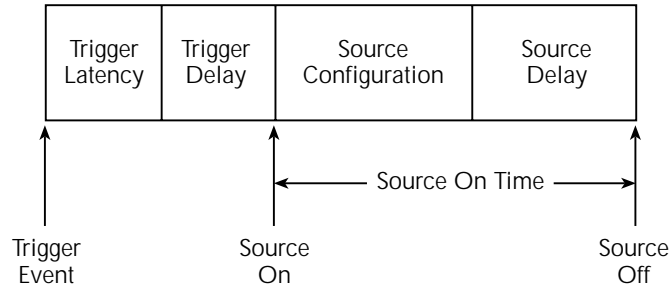 Trigger
Latency
Trigger
Delay
Source
Configuration
Source
Delay
Source On Time
Trigger
Event
Source
On
Source
Off